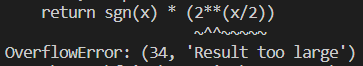 return sgn(x) * (2**(x/2))
~^^~~~~~~
OverflowError: (34, 'Result too large')